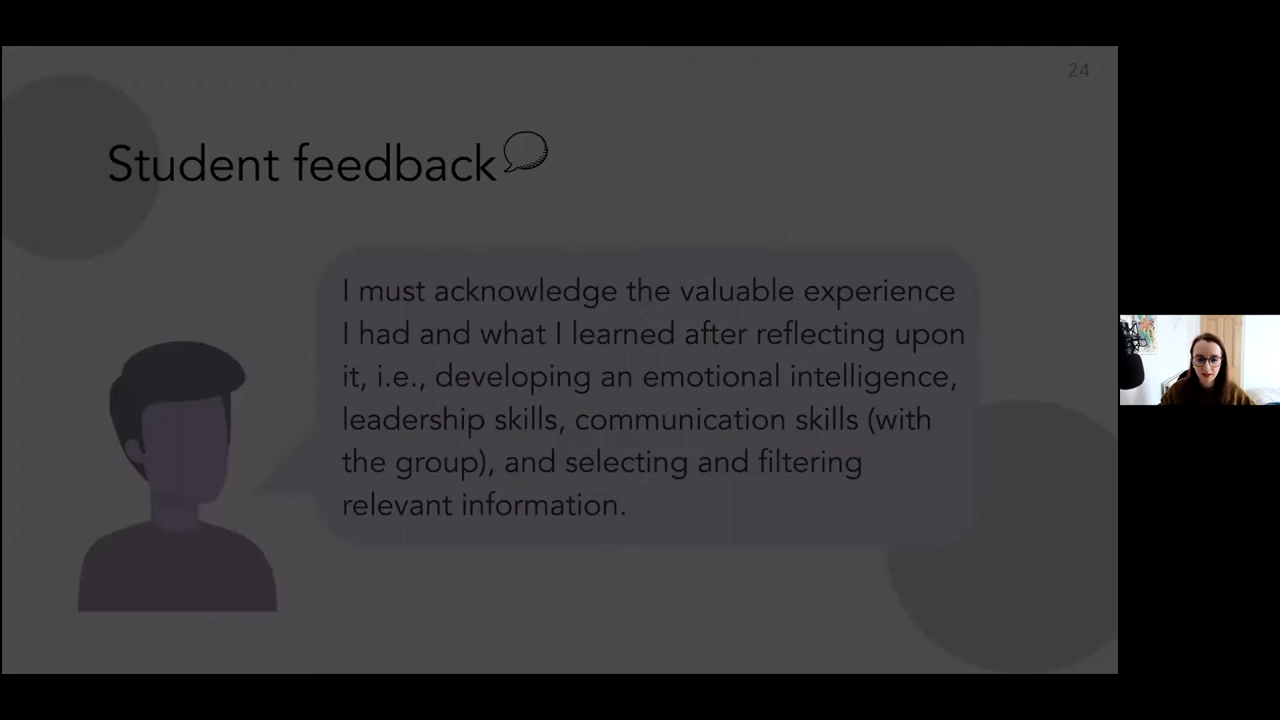 24
Student feedback
I must acknowledge the valuable experience
I had and what I learned after reflecting upon
it, i.e., developing an emotional intelligence,
leadership skills, communication skills (with
the group), and selecting and filtering
relevant information.